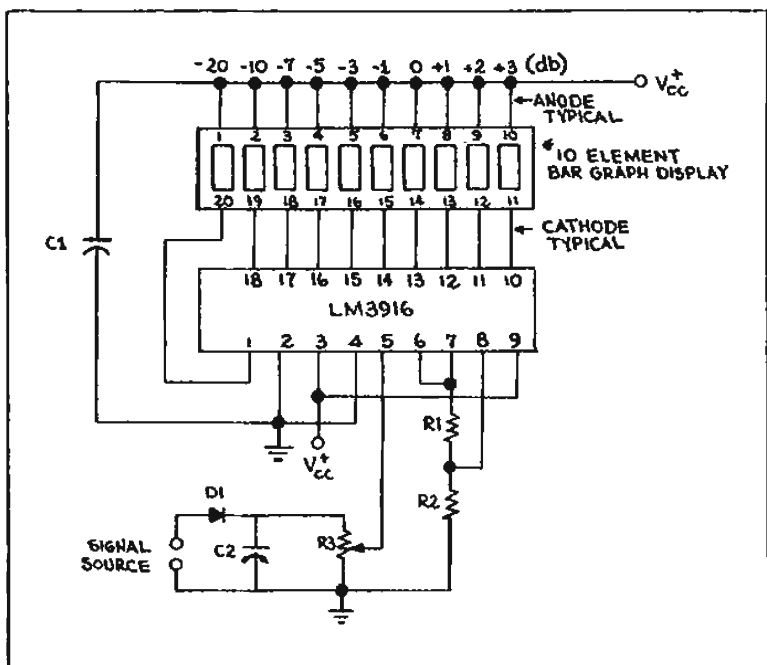 -20 -10 -7 -5 -3 -1 0 +1 +2 +3 (db)
V+cc
ANODE
TYPICAL
1 2 3 4 5 6 7 8 9 10
10 ELEMENT
BAR GRAPH DISPLAY
20 19 18 17 16 15 14 13 12 11
CATHODE
TYPICAL
C1
18 17 16 15 14 13 12 11 10
LM3916
1 2 3 4 5 6 7 8 9
R1
V+cc
R2
D1
SIGNAL
SOURCE
C2
R3